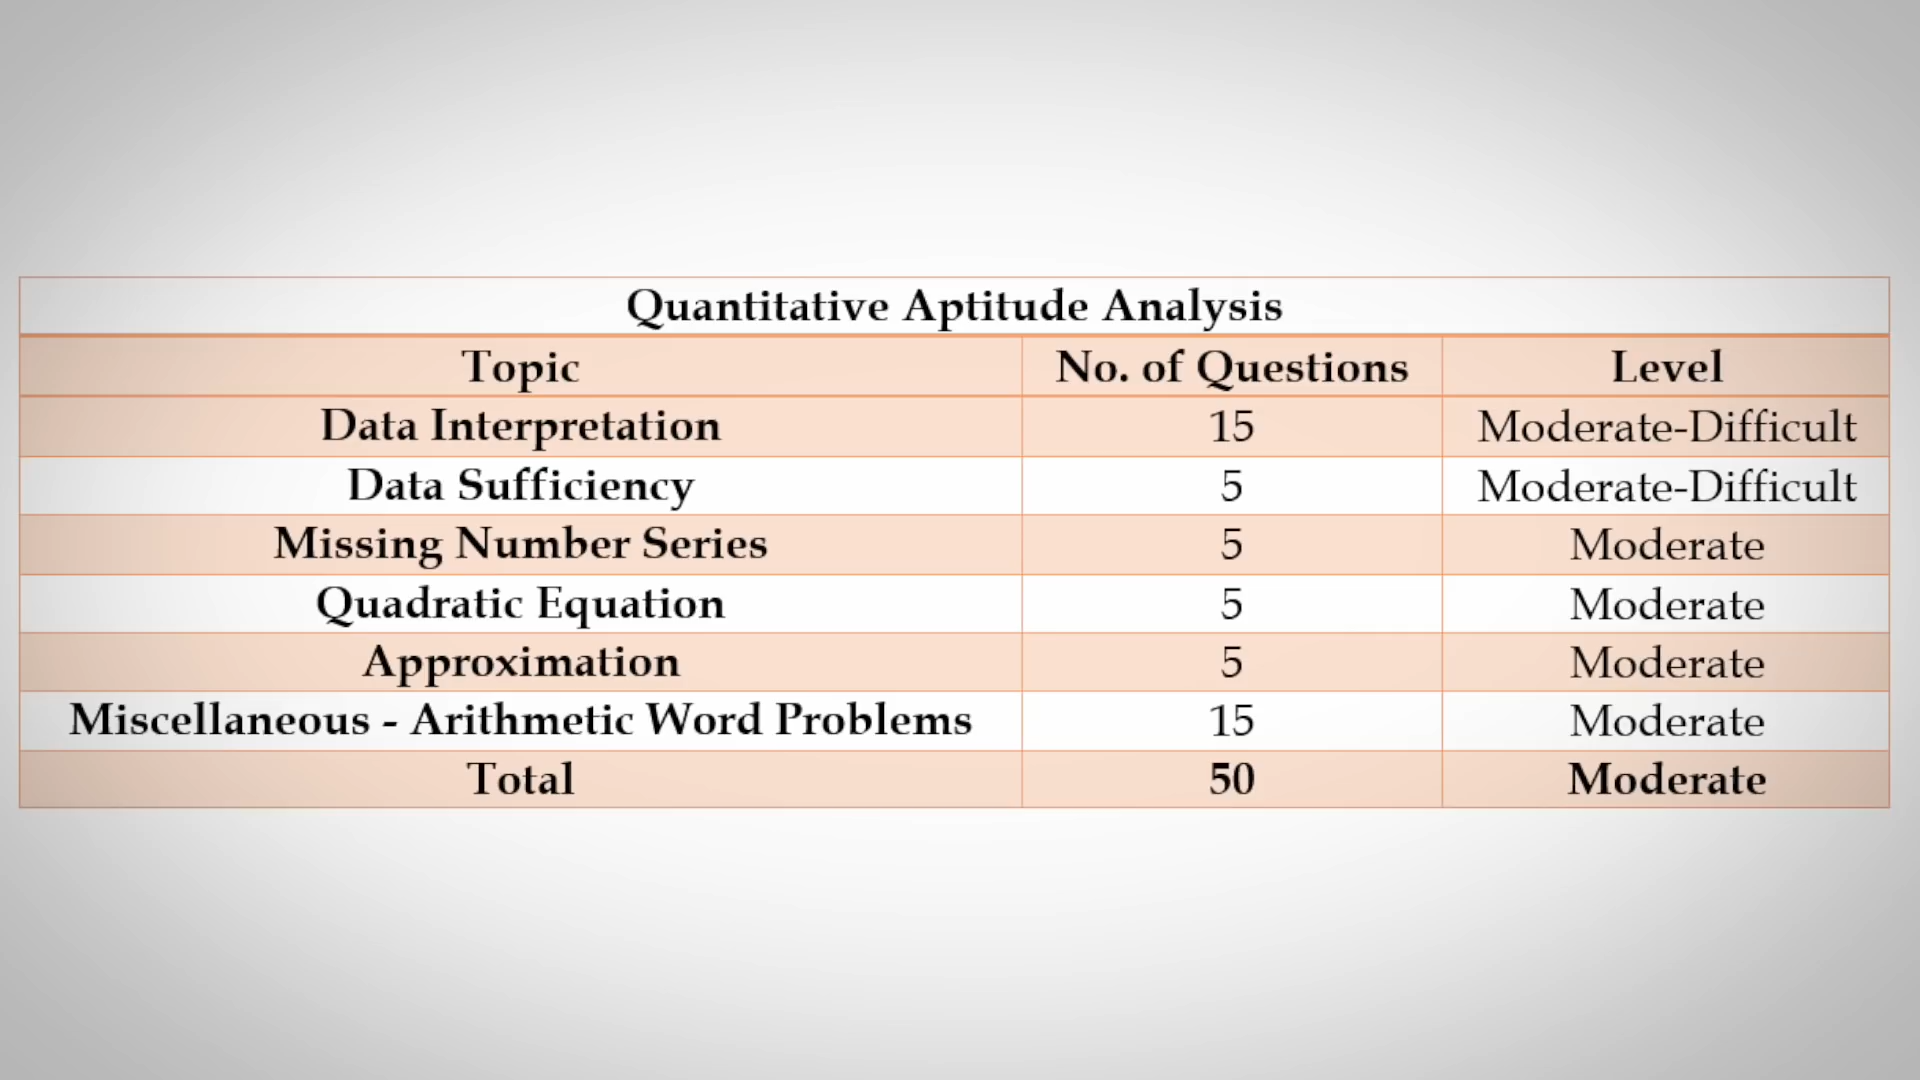 Quantitative Aptitude Analysis
Topic No. of Questions Level
Data Interpretation 15 Moderate-Difficult
Data Sufficiency 5 Moderate-Difficult
Missing Number Series 5 Moderate
Quadratic Equation 5 Moderate
Approximation 5 Moderate
Miscellaneous - Arithmetic Word Problems 15 Moderate
Total 50 Moderate